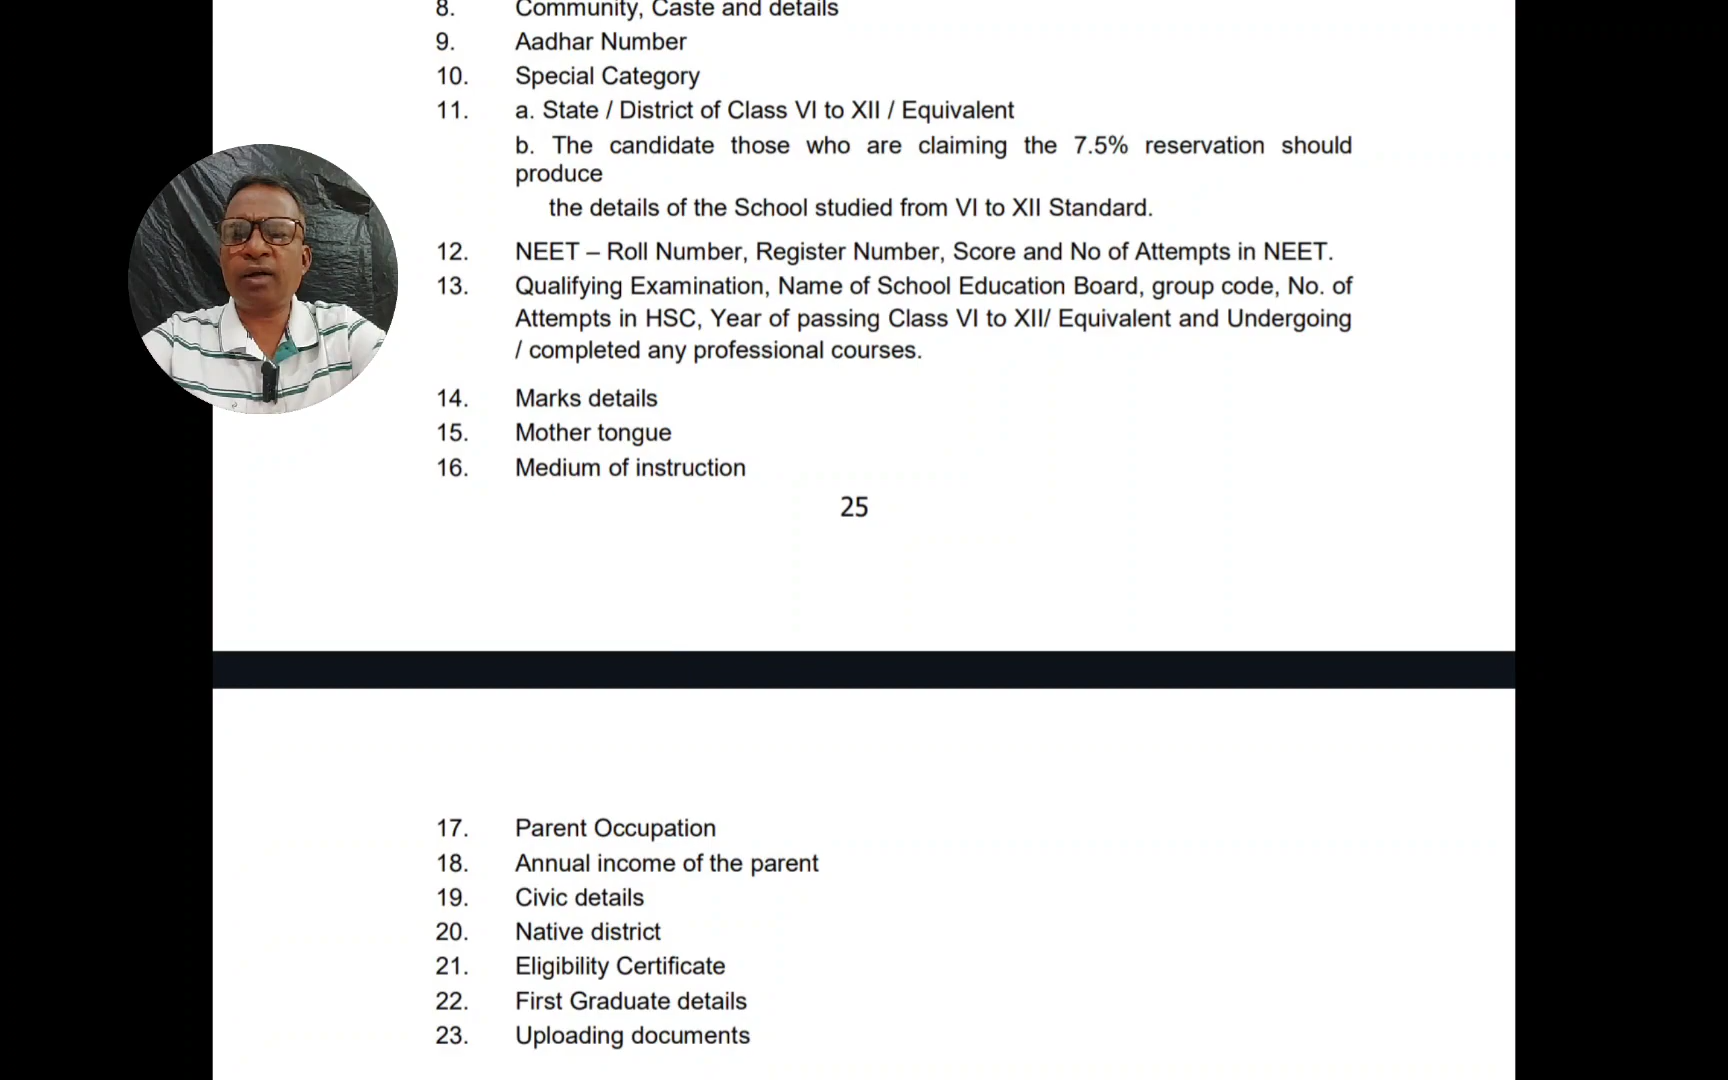 8. Community, Caste and details
9. Aadhar Number
10. Special Category
11. a. State / District of Class VI to XII / Equivalent
b. The candidate those who are claiming the 7.5% reservation should
produce
the details of the School studied from VI to XII Standard.
12. NEET – Roll Number, Register Number, Score and No of Attempts in NEET.
13. Qualifying Examination, Name of School Education Board, group code, No. of
Attempts in HSC, Year of passing Class VI to XII/ Equivalent and Undergoing
/ completed any professional courses.
14. Marks details
15. Mother tongue
16. Medium of instruction
25
17. Parent Occupation
18. Annual income of the parent
19. Civic details
20. Native district
21. Eligibility Certificate
22. First Graduate details
23. Uploading documents